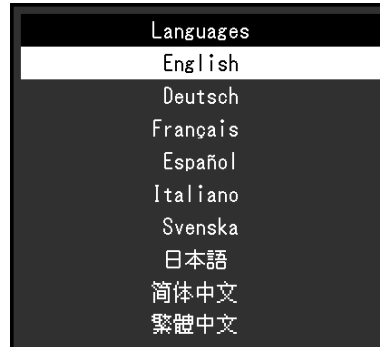 Languages
English
Deutsch
Français
Español
Italiano
Svenska
日本語
简体中文
繁體中文